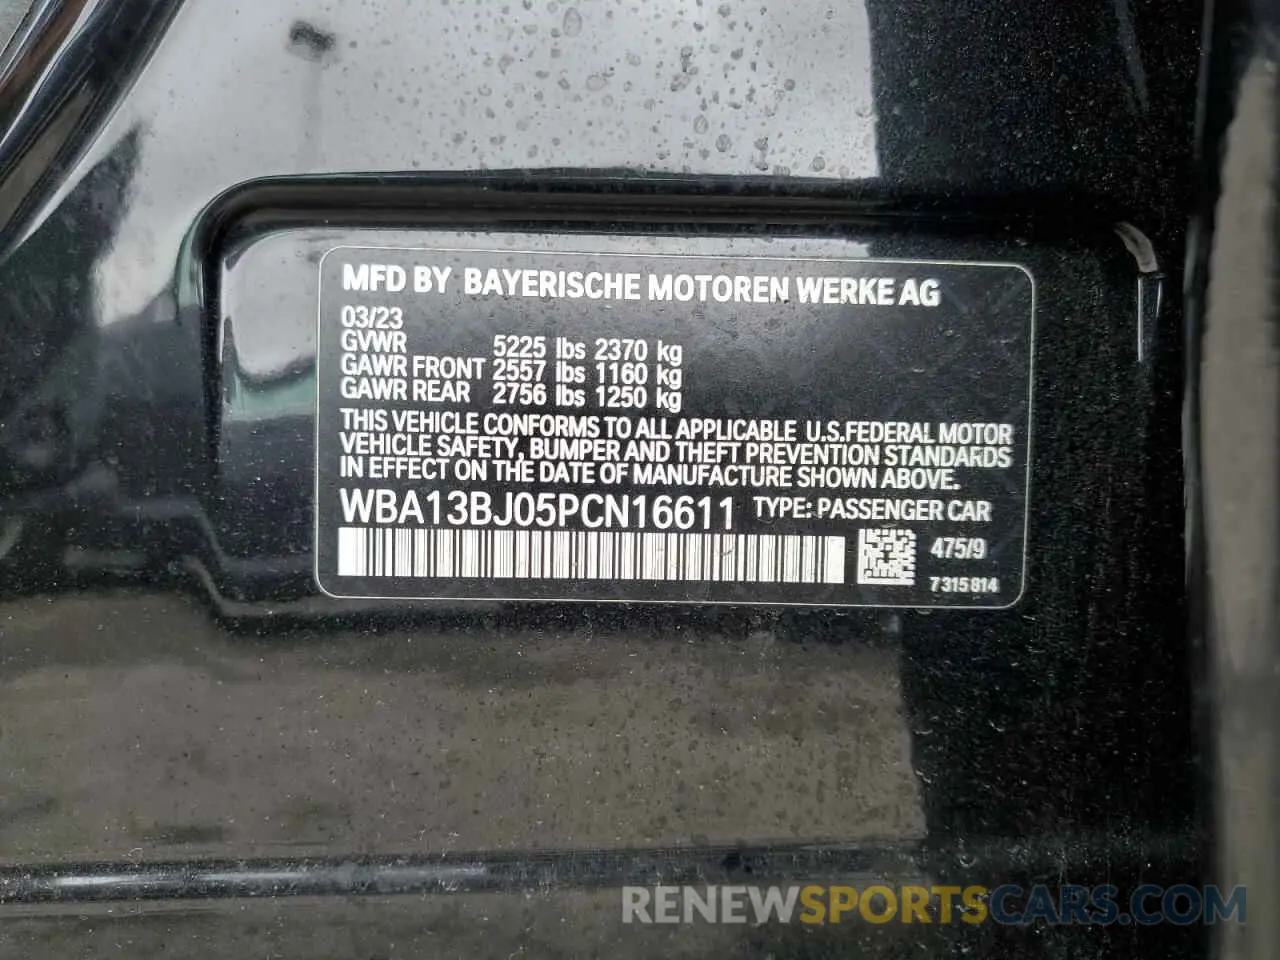 MFD BY BAYERISCHE MOTOREN WERKE AG
03/23
GVWR 5225 lbs 2370 kg
GAWR FRONT 2557 lbs 1160 kg
GAWR REAR 2756 lbs 1250 kg
THIS VEHICLE CONFORMS TO ALL APPLICABLE U.S.FEDERAL MOTOR
VEHICLE SAFETY, BUMPER AND THEFT PREVENTION STANDARDS
IN EFFECT ON THE DATE OF MANUFACTURE SHOWN ABOVE.
WBA13BJ05PCN16611 TYPE: PASSENGER CAR
475/9
7315814
RENEWSPORTSCARS.COM